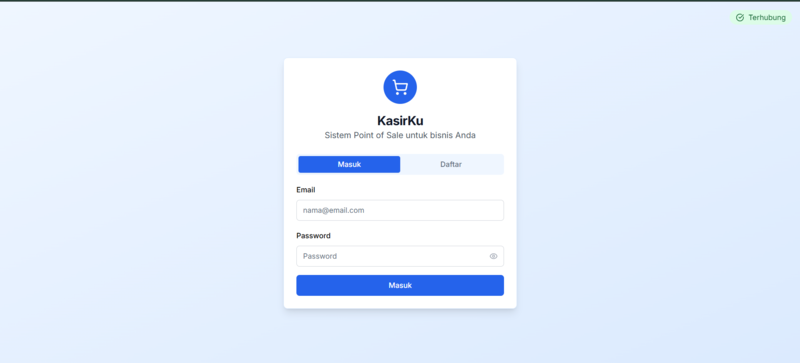 Terhubung
KasirKu
Sistem Point of Sale untuk bisnis Anda
Masuk
Daftar
Email
nama@email.com
Password
Password
Masuk